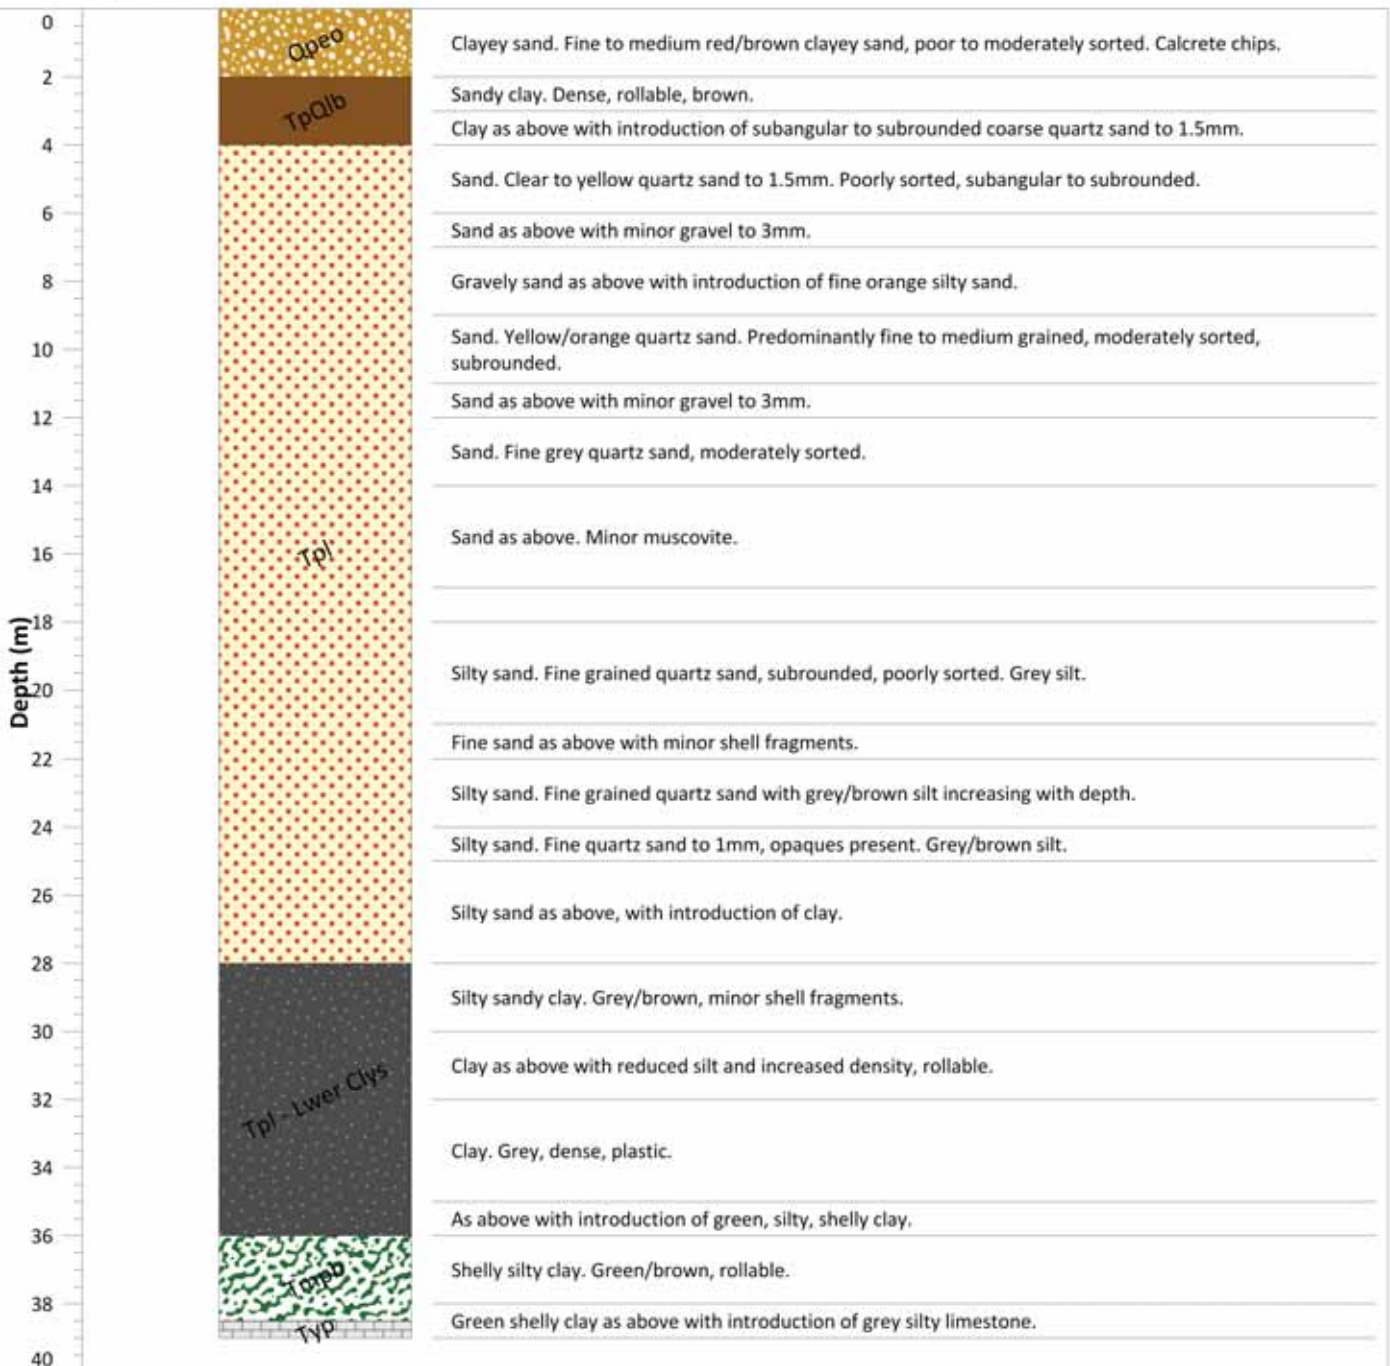 0
Qpeo
Clayey sand. Fine to medium red/brown clayey sand, poor to moderately sorted. Calcrete chips.
2
TpQlb
Sandy clay. Dense, rollable, brown.
Clay as above with introduction of subangular to subrounded coarse quartz sand to 1.5mm.
4
Sand. Clear to yellow quartz sand to 1.5mm. Poorly sorted, subangular to subrounded.
6
Sand as above with minor gravel to 3mm.
8
Gravely sand as above with introduction of fine orange silty sand.
10
Sand. Yellow/orange quartz sand. Predominantly fine to medium grained, moderately sorted,
subrounded.
Sand as above with minor gravel to 3mm.
12
Sand. Fine grey quartz sand, moderately sorted.
14
Sand as above. Minor muscovite.
16
Tpl
18
Depth (m)
Silty sand. Fine grained quartz sand, subrounded, poorly sorted. Grey silt.
20
Fine sand as above with minor shell fragments.
22
Silty sand. Fine grained quartz sand with grey/brown silt increasing with depth.
24
Silty sand. Fine quartz sand to 1mm, opaques present. Grey/brown silt.
26
Silty sand as above, with introduction of clay.
28
Silty sandy clay. Grey/brown, minor shell fragments.
30
Clay as above with reduced silt and increased density, rollable.
32
Tpl - Lwer Clys
Clay. Grey, dense, plastic.
34
As above with introduction of green, silty, shelly clay.
36
Tmpb
Shelly silty clay. Green/brown, rollable.
38
Green shelly clay as above with introduction of grey silty limestone.
Typ
40